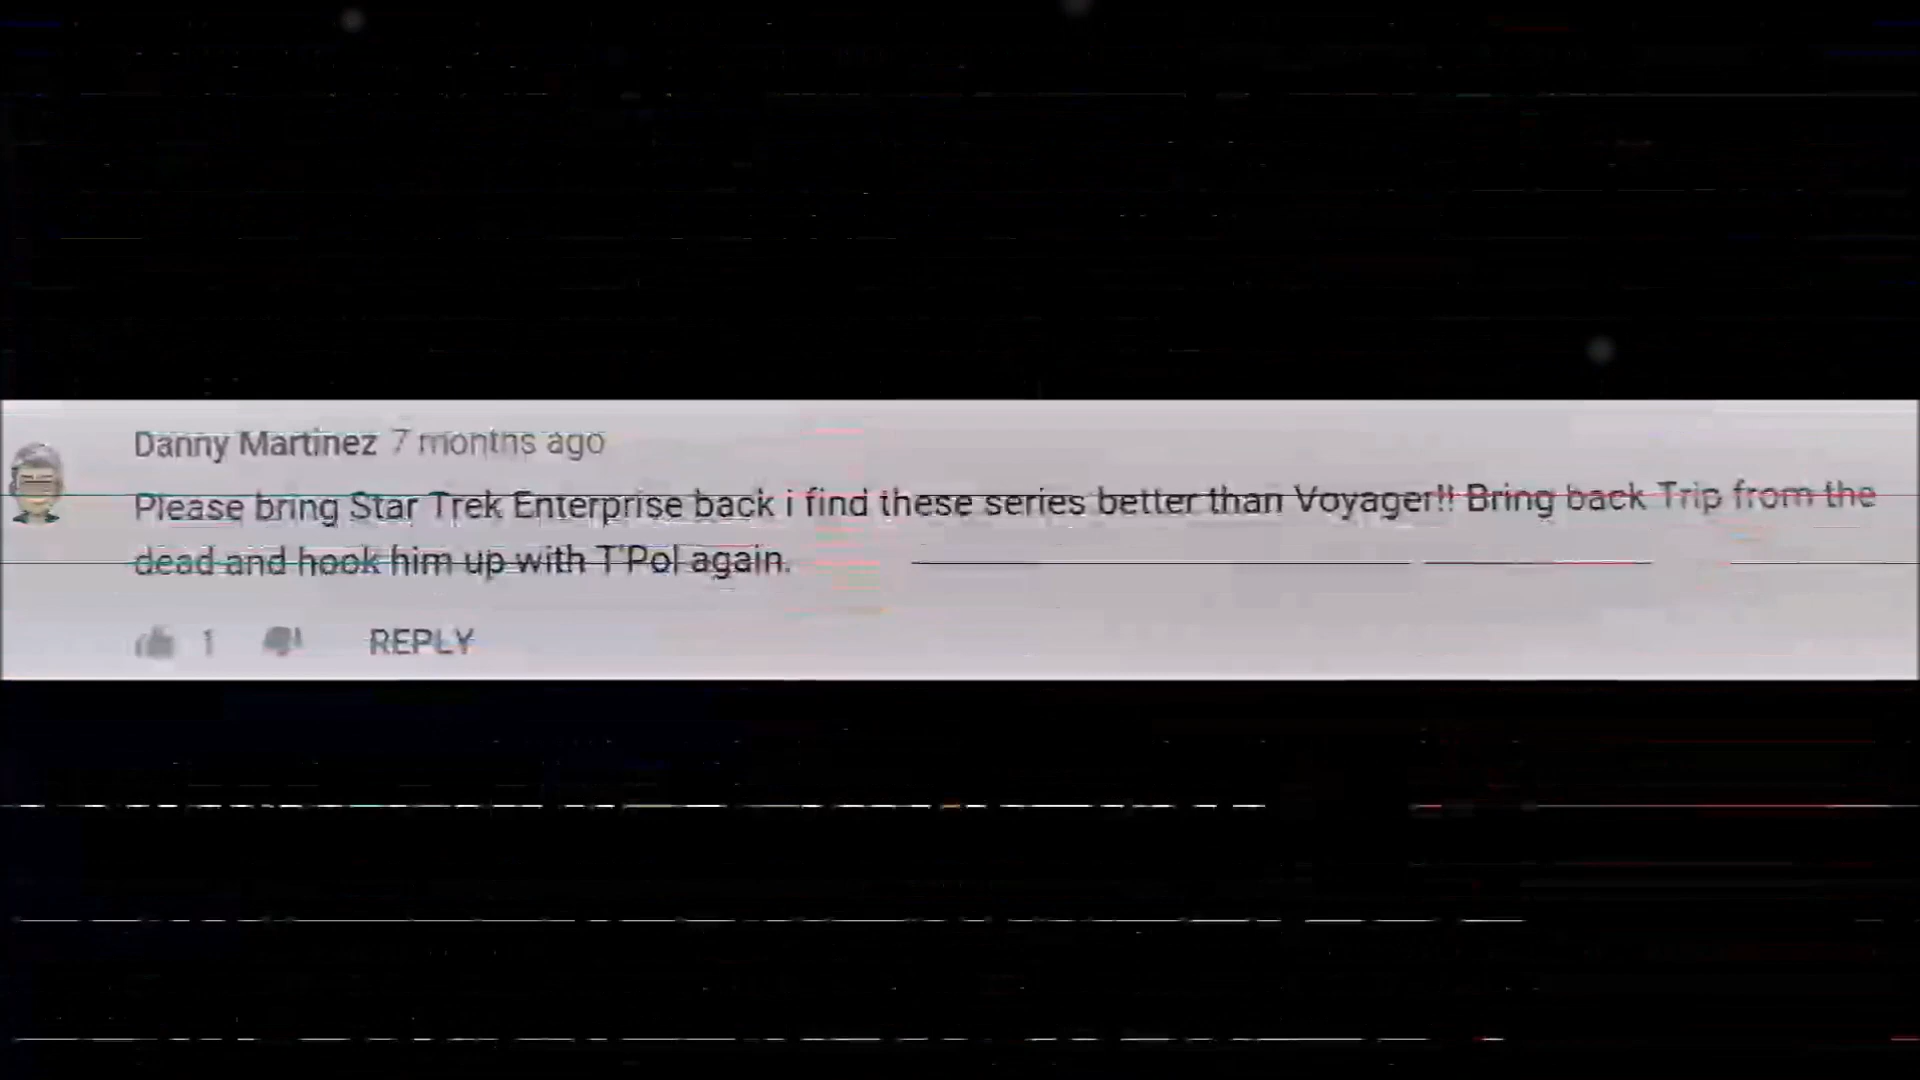 Danny Martinez 7 months ago
Please bring Star Trek Enterprise back i find these series better than Voyager!! Bring back Trip from the
dead and hook him up with T'Pol again.
1 REPLY